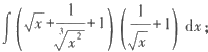 ∫ (√x + 1/∛x² + 1) (1/√x + 1) dx;